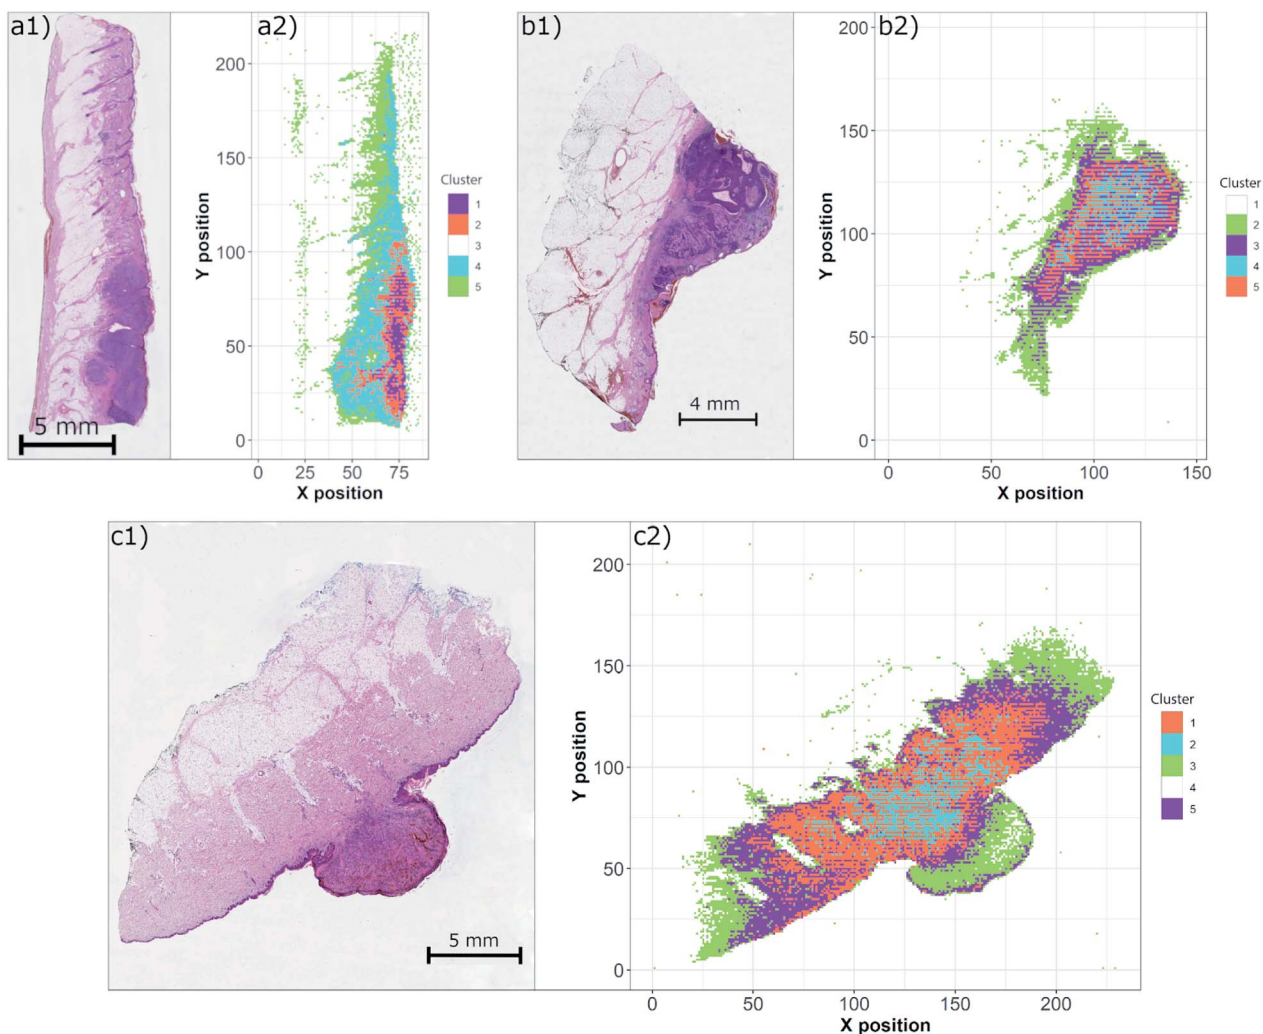 a1)
5 mm
a2)
Y position
200
150
100
50
0
0 25 50 75
X position
Cluster
1
2
3
4
5
b1)
4 mm
b2)
200
150
100
50
0
Y position
0 50 100 150
X position
Cluster
1
2
3
4
5
c1)
5 mm
c2)
Y position
200
150
100
50
0
0 50 100 150 200
X position
Cluster
1
2
3
4
5